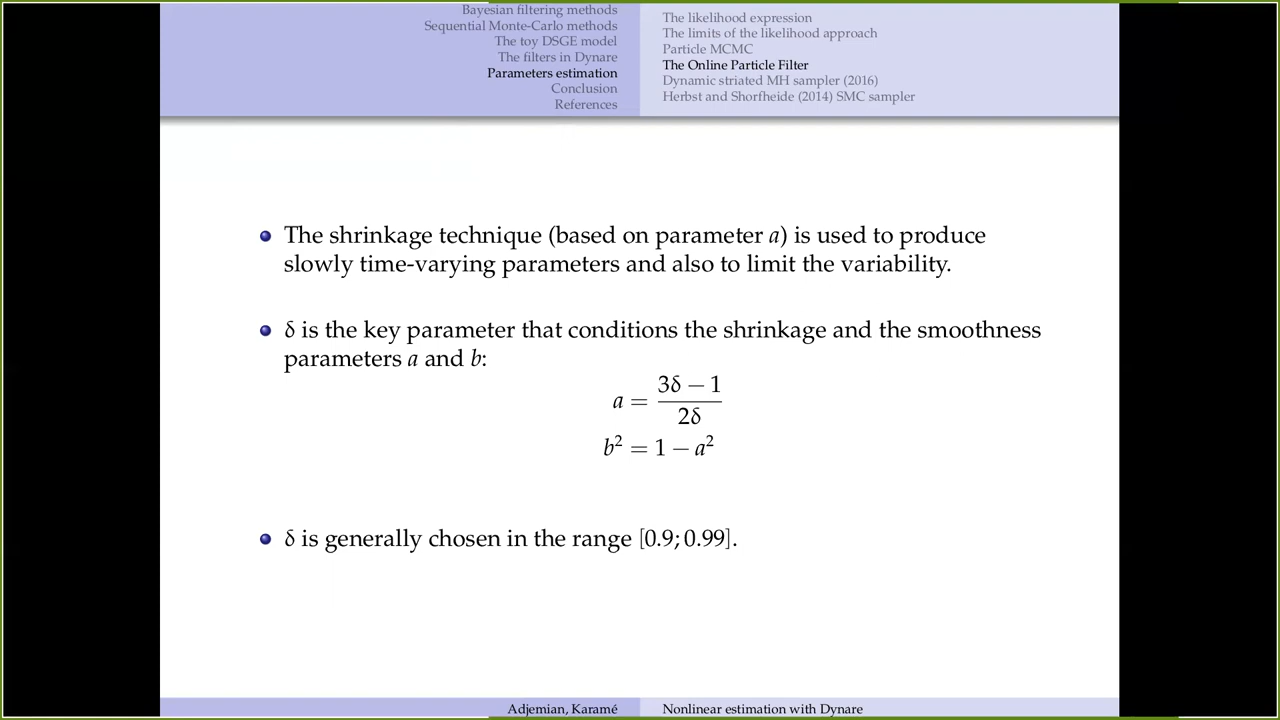 Bayesian filtering methods
Sequential Monte-Carlo methods
The toy DSGE model
The filters in Dynare
Parameters estimation
Conclusion
References
The likelihood expression
The limits of the likelihood approach
Particle MCMC
The Online Particle Filter
Dynamic striated MH sampler (2016)
Herbst and Shorfheide (2014) SMC sampler
The shrinkage technique (based on parameter a) is used to produce
slowly time-varying parameters and also to limit the variability.
δ is the key parameter that conditions the shrinkage and the smoothness
parameters a and b:
a = (3δ − 1) / 2δ
b² = 1 − a²
δ is generally chosen in the range [0.9; 0.99].
Adjemian, Karamé
Nonlinear estimation with Dynare